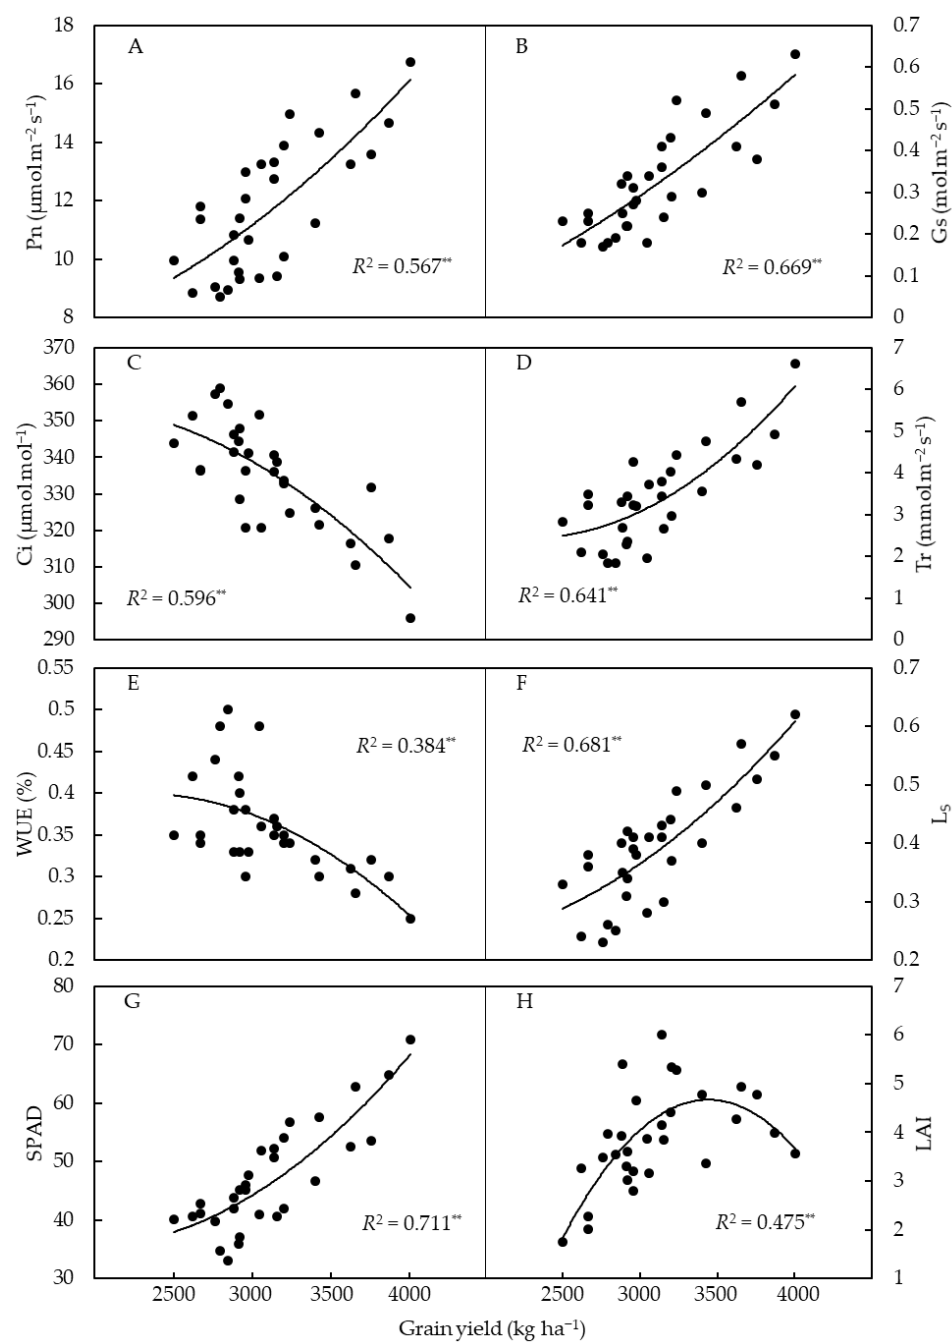 A
B
Pn (μmol m⁻² s⁻¹)
18
16
14
12
10
8
R² = 0.567**
R² = 0.669**
0.7
0.6
0.5
0.4
0.3
0.2
0.1
0
Gs (mol m⁻² s⁻¹)
C
D
Ci (μmol mol⁻¹)
370
360
350
340
330
320
310
300
290
R² = 0.596**
R² = 0.641**
7
6
5
4
3
2
1
0
Tr (mmol m⁻² s⁻¹)
E
F
WUE (%)
0.55
0.5
0.45
0.4
0.35
0.3
0.25
0.2
R² = 0.384**
R² = 0.681**
0.7
0.6
0.5
0.4
0.3
0.2
L_S
G
H
SPAD
80
70
60
50
40
30
R² = 0.711**
R² = 0.475**
7
6
5
4
3
2
1
LAI
2500 3000 3500 4000 2500 3000 3500 4000
Grain yield (kg ha⁻¹)